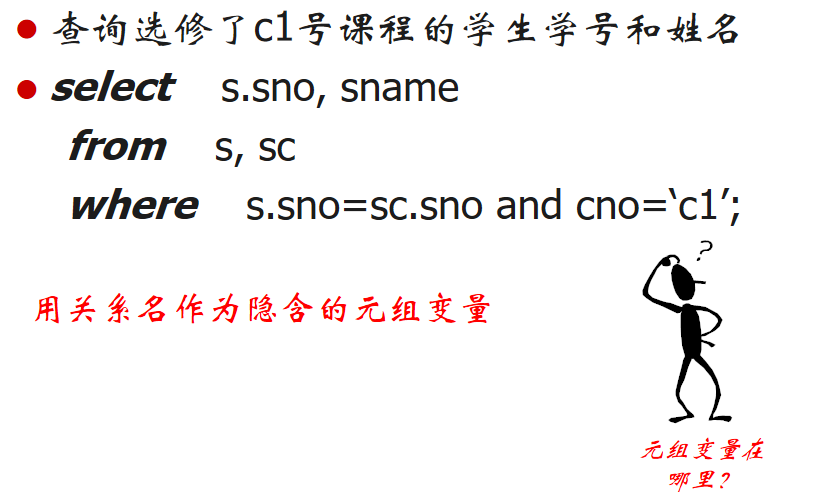 查询选修了c1号课程的学生学号和姓名
select s.sno, sname
from s, sc
where s.sno=sc.sno and cno=‘c1’;
?
用关系名作为隐含的元组变量
元组变量在
哪里?